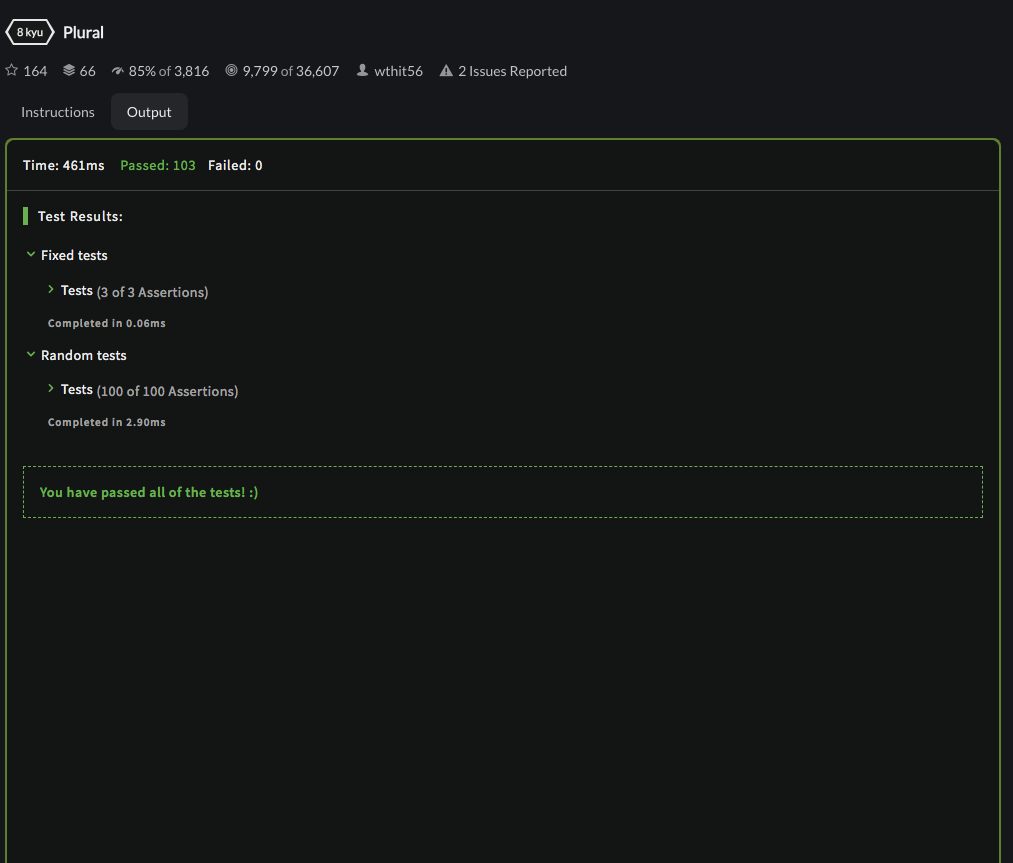 8 kyu Plural
164 66 85% of 3,816 9,799 of 36,607 wthit56 2 Issues Reported
Instructions Output
Time: 461ms Passed: 103 Failed: 0
Test Results:
Fixed tests
Tests (3 of 3 Assertions)
Completed in 0.06ms
Random tests
Tests (100 of 100 Assertions)
Completed in 2.90ms
You have passed all of the tests! :)